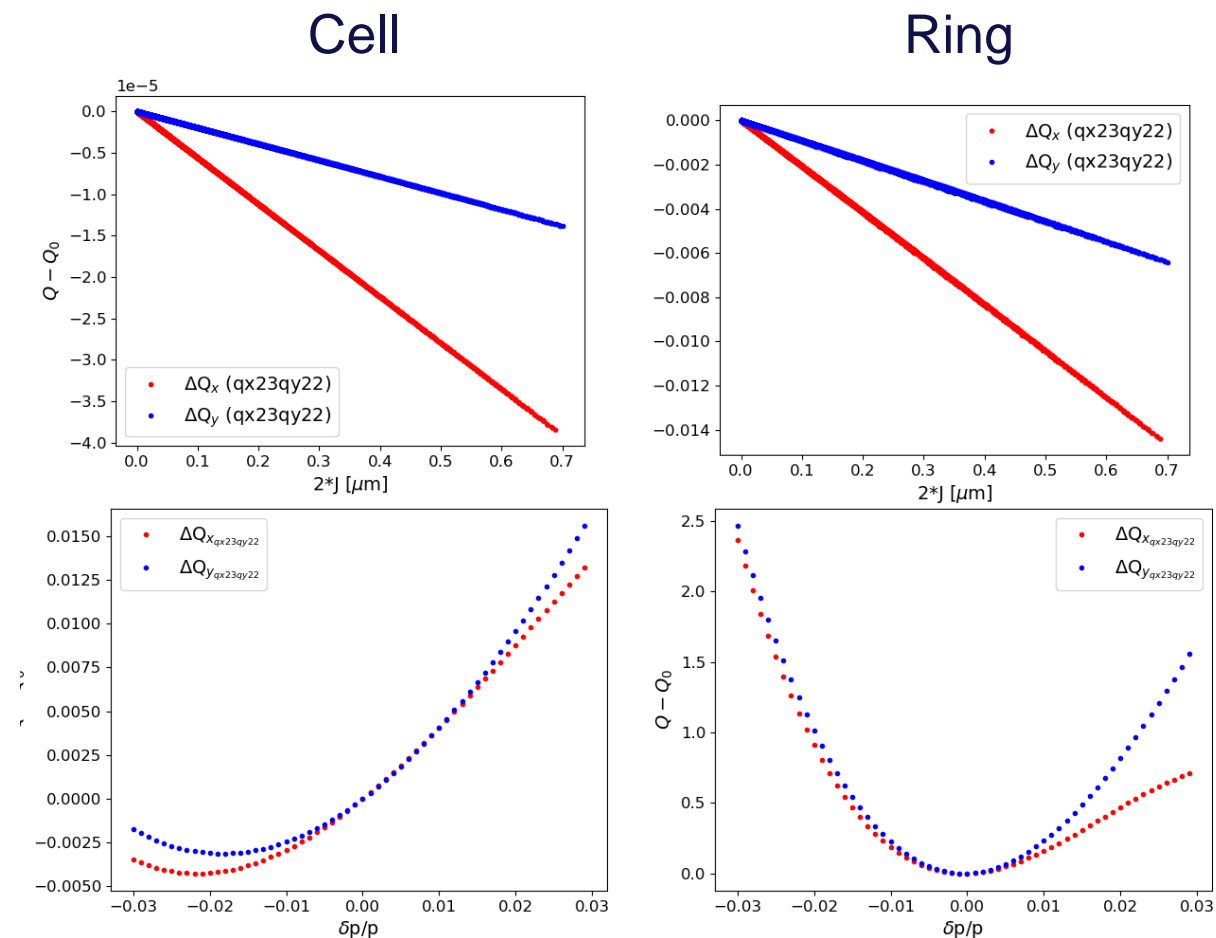 Cell
Ring
1e−5
0.0
−0.5
−1.0
−1.5
−2.0
−2.5
−3.0
−3.5
−4.0
Q − Q0
ΔQx (qx23qy22)
ΔQy (qx23qy22)
0.0 0.1 0.2 0.3 0.4 0.5 0.6 0.7
2*J [μm]
0.000
−0.002
−0.004
−0.006
−0.008
−0.010
−0.012
−0.014
ΔQx (qx23qy22)
ΔQy (qx23qy22)
0.0 0.1 0.2 0.3 0.4 0.5 0.6 0.7
2*J [μm]
0.0150
0.0125
0.0100
0.0075
0.0050
0.0025
0.0000
−0.0025
−0.0050
ΔQxqx23qy22
ΔQyqx23qy22
−0.03 −0.02 −0.01 0.00 0.01 0.02 0.03
δp/p
2.5
2.0
1.5
1.0
0.5
0.0
Q − Q0
ΔQxqx23qy22
ΔQyqx23qy22
−0.03 −0.02 −0.01 0.00 0.01 0.02 0.03
δp/p